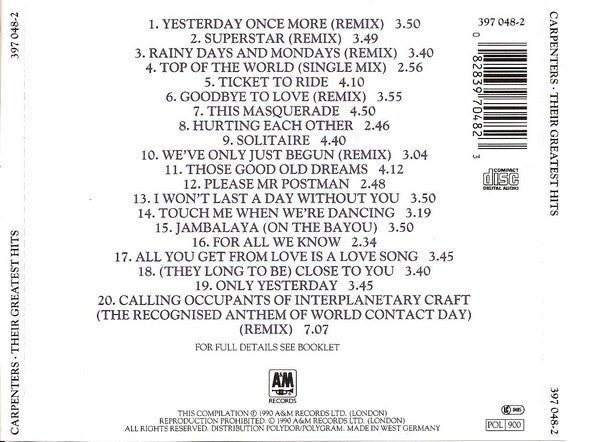 1. YESTERDAY ONCE MORE (REMIX) 3.50
2. SUPERSTAR (REMIX) 3.49
3. RAINY DAYS AND MONDAYS (REMIX) 3.40
4. TOP OF THE WORLD (SINGLE MIX) 2.56
5. TICKET TO RIDE 4.10
6. GOODBYE TO LOVE (REMIX) 3.55
7. THIS MASQUERADE 4.50
8. HURTING EACH OTHER 2.46
9. SOLITAIRE 4.40
10. WE'VE ONLY JUST BEGUN (REMIX) 3.04
11. THOSE GOOD OLD DREAMS 4.12
12. PLEASE MR POSTMAN 2.48
13. I WON'T LAST A DAY WITHOUT YOU 3.50
14. TOUCH ME WHEN WE'RE DANCING 3.19
15. JAMBALAYA (ON THE BAYOU) 3.50
16. FOR ALL WE KNOW 2.34
17. ALL YOU GET FROM LOVE IS A LOVE SONG 3.45
18. (THEY LONG TO BE) CLOSE TO YOU 3.40
19. ONLY YESTERDAY 3.45
20. CALLING OCCUPANTS OF INTERPLANETARY CRAFT
(THE RECOGNISED ANTHEM OF WORLD CONTACT DAY)
(REMIX) 7.07
FOR FULL DETAILS SEE BOOKLET
A&M
RECORDS
THIS COMPILATION ℗ 1990 A&M RECORDS LTD. (LONDON)
REPRODUCTION PROHIBITED. © 1990 A&M RECORDS LTD. (LONDON)
ALL RIGHTS RESERVED. DISTRIBUTION POLYDOR/POLYGRAM. MADE IN WEST GERMANY
397 048-2
0 82839 70482 3
COMPACT
disc
DIGITAL AUDIO
POL 900
397 048-2
CARPENTERS · THEIR GREATEST HITS
CARPENTERS · THEIR GREATEST HITS
397 048-2